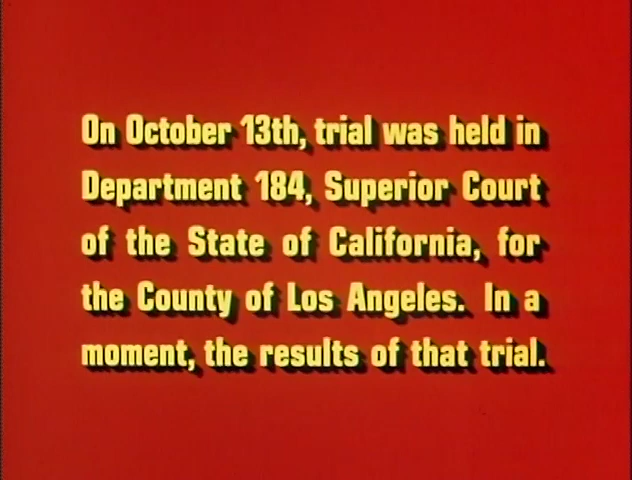 On October 13th, trial was held in
Department 184, Superior Court
of the State of California, for
the County of Los Angeles. In a
moment, the results of that trial.